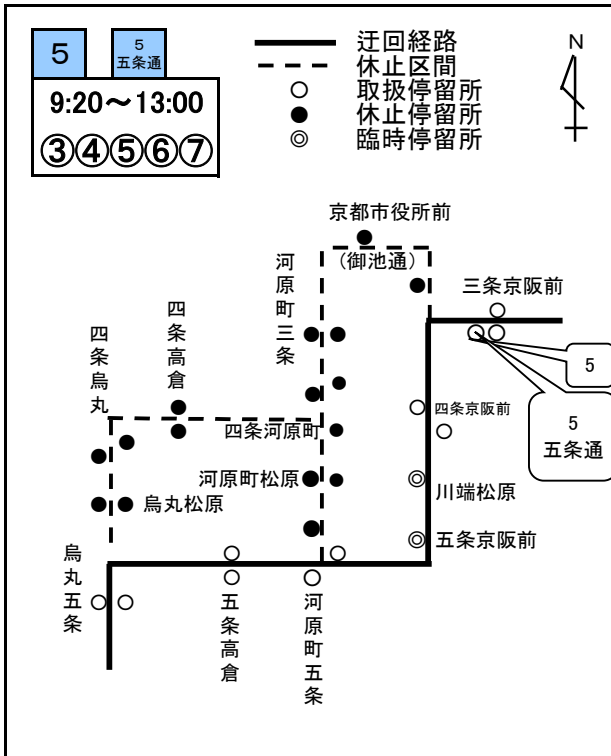 5
5
五条通
9:20～13:00
③④⑤⑥⑦
迂回経路
休止区間
取扱停留所
休止停留所
臨時停留所
N
京都市役所前
(御池通)
河原町三条
三条京阪前
四条高倉
四条烏丸
5
四条京阪前
5
五条通
四条河原町
河原町松原
川端松原
烏丸松原
五条京阪前
烏丸五条
五条高倉
河原町五条